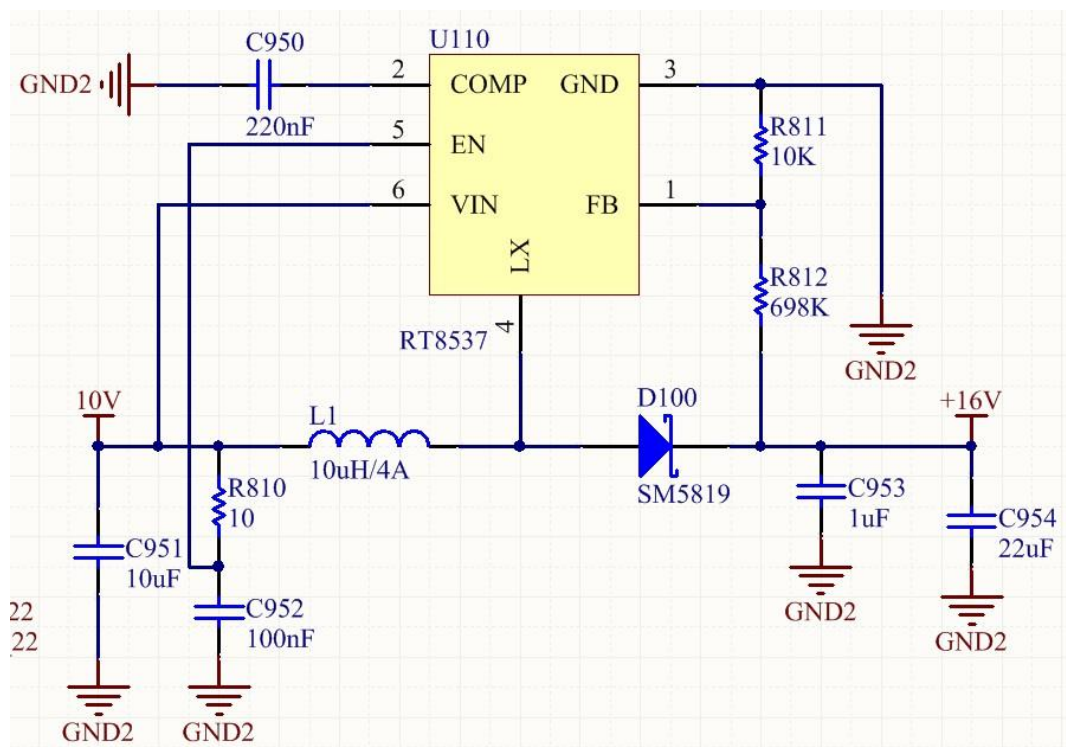 C950
U110
GND2
2
COMP
GND
3
220nF
5
EN
R811
10K
6
VIN
FB
1
LX
R812
698K
4
RT8537
GND2
10V
L1
D100
+16V
10uH/4A
SM5819
R810
10
C953
1uF
C954
22uF
C951
10uF
C952
100nF
22
22
GND2
GND2
GND2
GND2